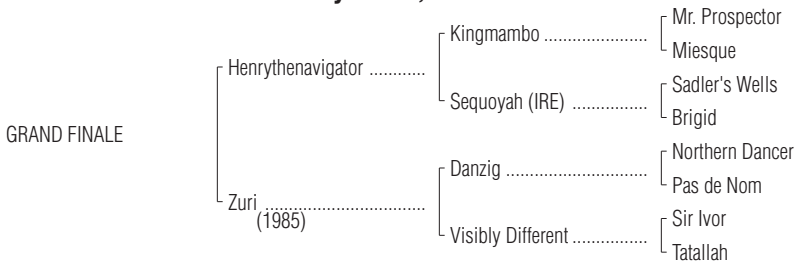 Mr. Prospector
Kingmambo ......................
Miesque
Henrythenavigator ............
Sadler's Wells
Sequoyah (IRE) ................
Brigid
GRAND FINALE
Northern Dancer
Danzig ..............................
Pas de Nom
Zuri ..................................
(1985)
Sir Ivor
Visibly Different ................
Tatallah